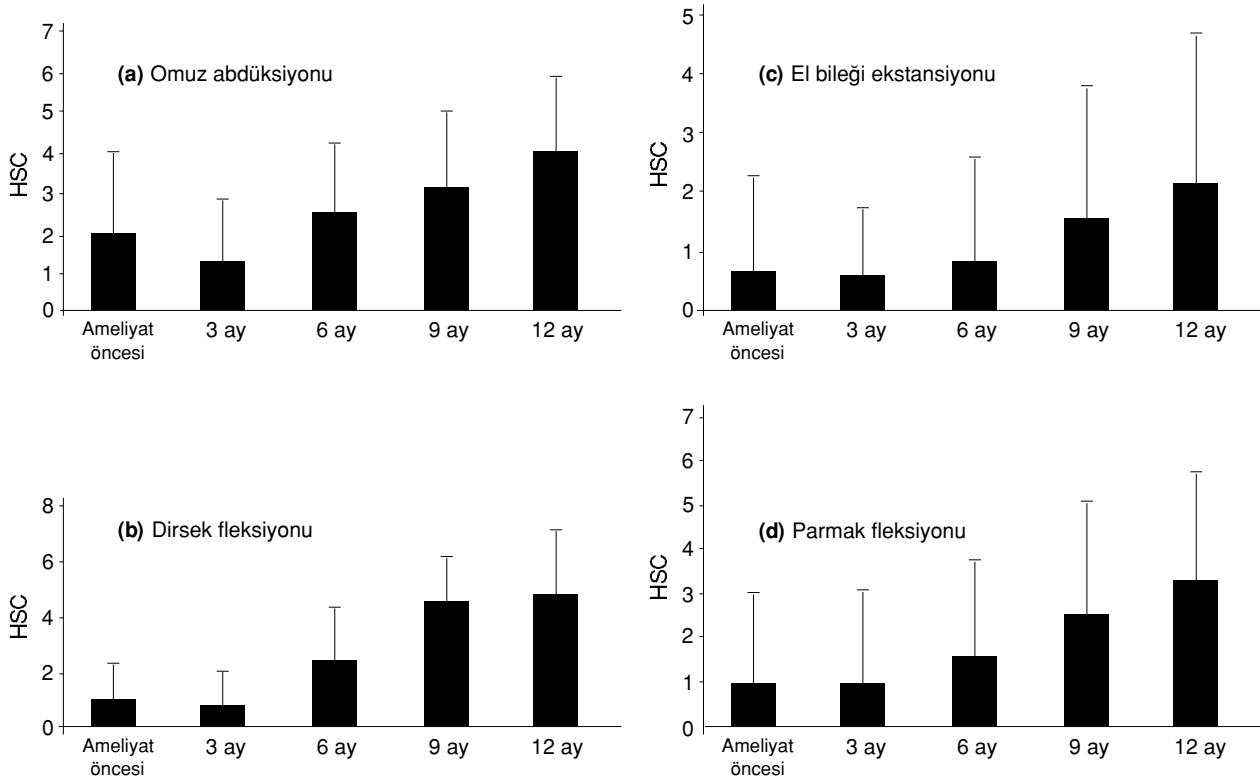 7
6
5
4
3
2
1
0
HSC
(a) Omuz abdüksiyonu
Ameliyat
öncesi
3 ay
6 ay
9 ay
12 ay
5
4
3
2
1
0
HSC
(c) El bileği ekstansiyonu
Ameliyat
öncesi
3 ay
6 ay
9 ay
12 ay
8
6
4
2
0
HSC
(b) Dirsek fleksiyonu
Ameliyat
öncesi
3 ay
6 ay
9 ay
12 ay
7
6
5
4
3
2
1
0
HSC
(d) Parmak fleksiyonu
Ameliyat
öncesi
3 ay
6 ay
9 ay
12 ay